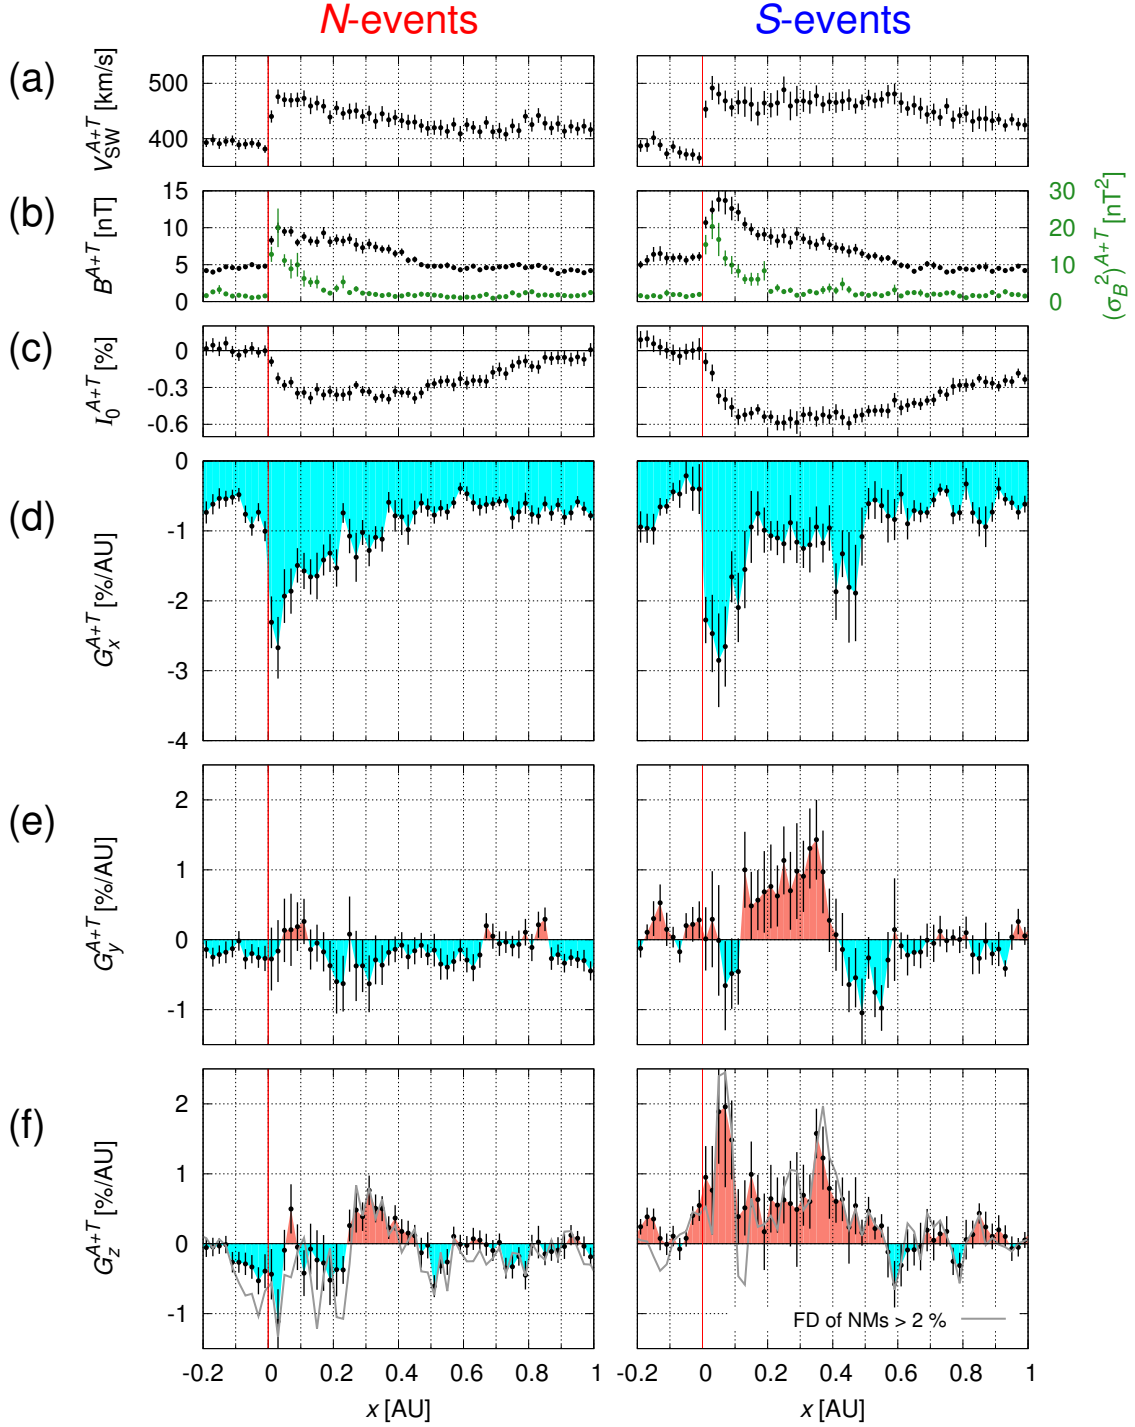 N-events S-events
(a) V_SW^A+T [km/s] 500 400
(b) B^A+T [nT] 15 10 5 0 30 20 10 0 (σ_B^2)^A+T [nT^2]
(c) I_0^A+T [%] 0 -0.3 -0.6
(d) G_x^A+T [%/AU] 0 -1 -2 -3 -4
(e) G_y^A+T [%/AU] 2 1 0 -1
(f) G_z^A+T [%/AU] 2 1 0 -1
FD of NMs > 2 %
-0.2 0 0.2 0.4 0.6 0.8 1 -0.2 0 0.2 0.4 0.6 0.8 1
x [AU] x [AU]